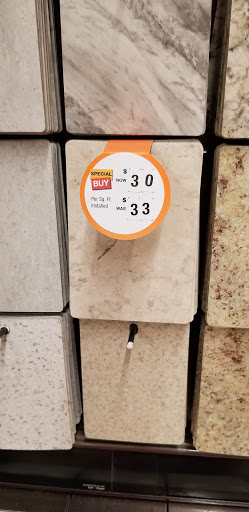 SPECIAL
BUY
$
NOW 30
Per Sq. Ft.
Installed
$
WAS 33